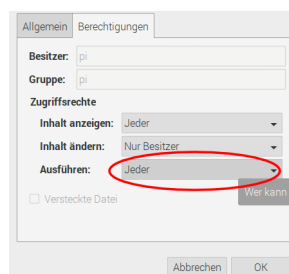 Allgemein Berechtigungen
Besitzer: pi
Gruppe: pi
Zugriffsrechte
Inhalt anzeigen: Jeder
Inhalt ändern: Nur Besitzer
Ausführen: Jeder
Versteckte Datei
Wer kann
Abbrechen OK